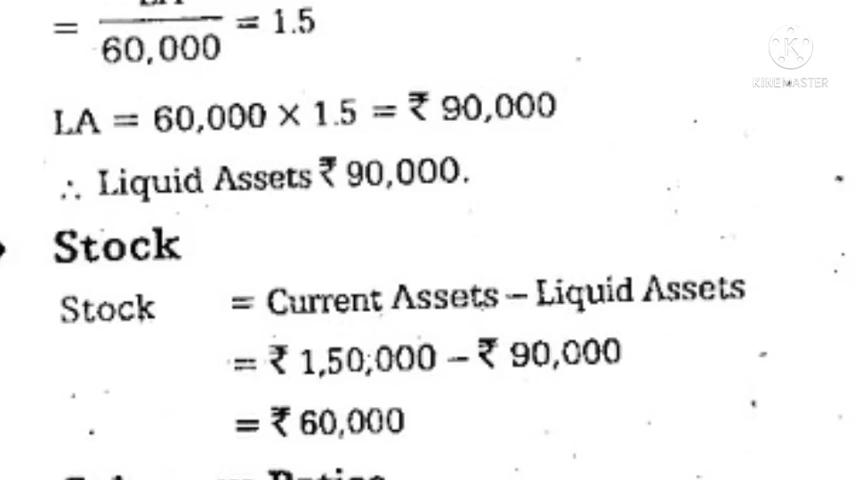 = 60,000 = 1.5
KINEMASTER
LA = 60,000 × 1.5 = ₹ 90,000
∴ Liquid Assets ₹ 90,000.
Stock
Stock = Current Assets – Liquid Assets
= ₹ 1,50,000 – ₹ 90,000
= ₹ 60,000